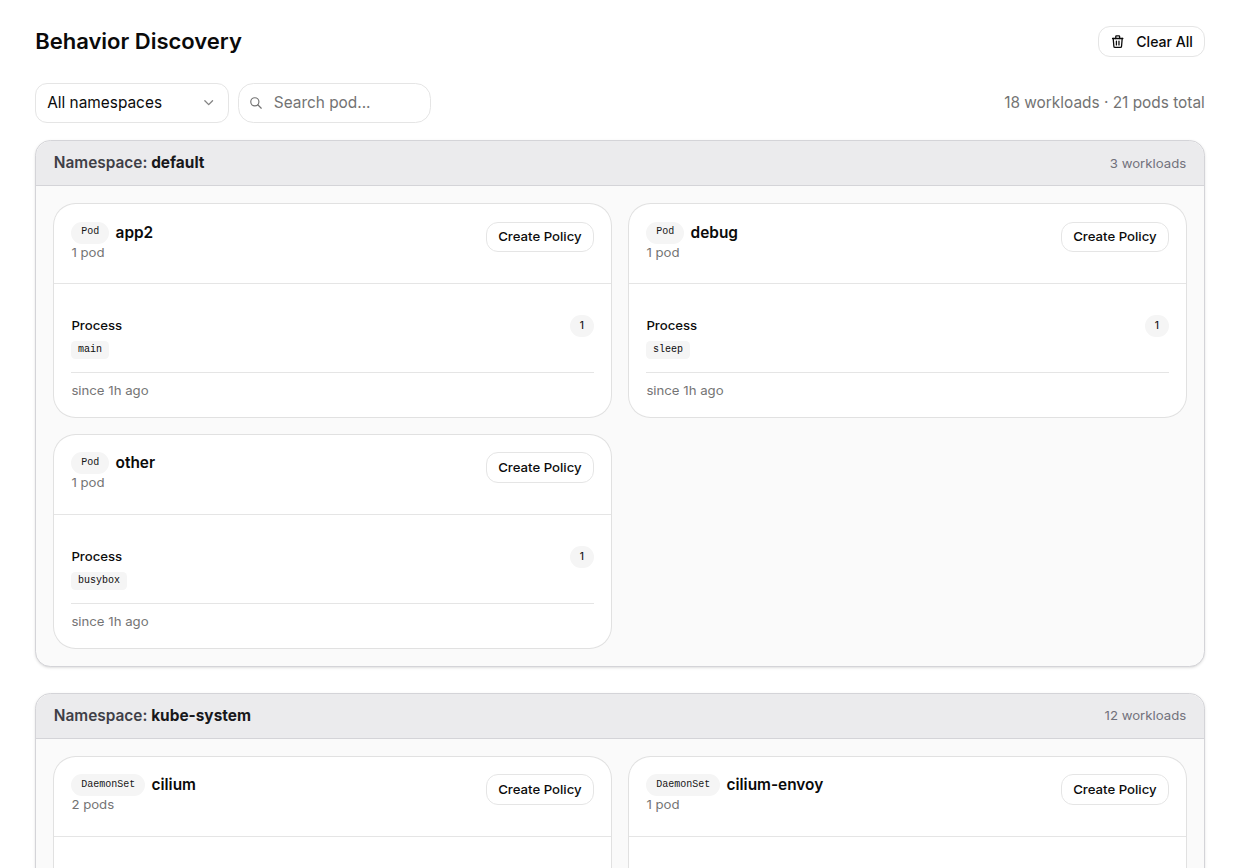 Behavior Discovery
Clear All
All namespaces
Search pod...
18 workloads · 21 pods total
Namespace: default
3 workloads
Pod app2
Create Policy
1 pod
Process
1
main
since 1h ago
Pod debug
Create Policy
1 pod
Process
1
sleep
since 1h ago
Pod other
Create Policy
1 pod
Process
1
busybox
since 1h ago
Namespace: kube-system
12 workloads
DaemonSet cilium
Create Policy
2 pods
DaemonSet cilium-envoy
Create Policy
1 pod